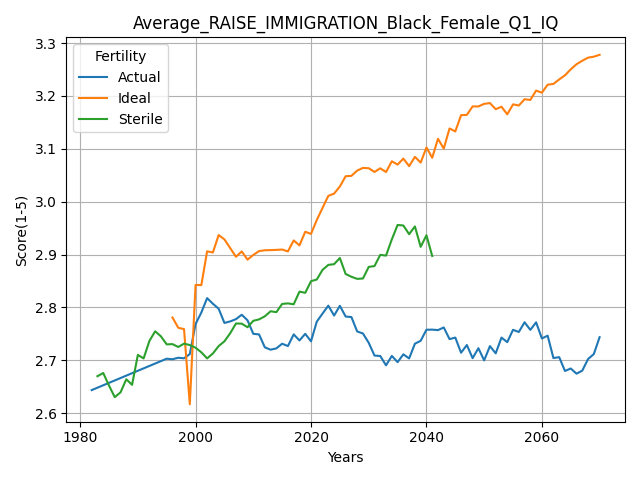 Average_RAISE_IMMIGRATION_Black_Female_Q1_IQ
Score(1-5)
3.3
3.2
3.1
3.0
2.9
2.8
2.7
2.6
Fertility
Actual
Ideal
Sterile
1980
2000
2020
2040
2060
Years